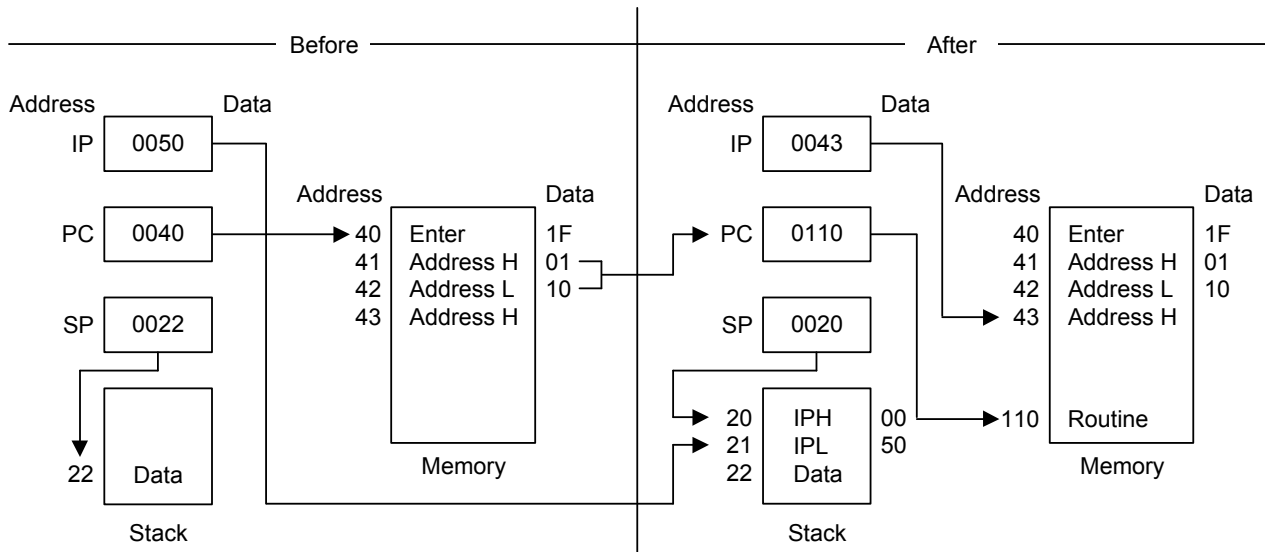 Before
Address Data
IP 0050
PC 0040
SP 0022
22 Data
Stack
Address Data
40 Enter 1F
41 Address H 01
42 Address L 10
43 Address H
Memory
After
Address Data
IP 0043
PC 0110
SP 0020
20 IPH 00
21 IPL 50
22 Data
Stack
Address Data
40 Enter 1F
41 Address H 01
42 Address L 10
43 Address H
110 Routine
Memory